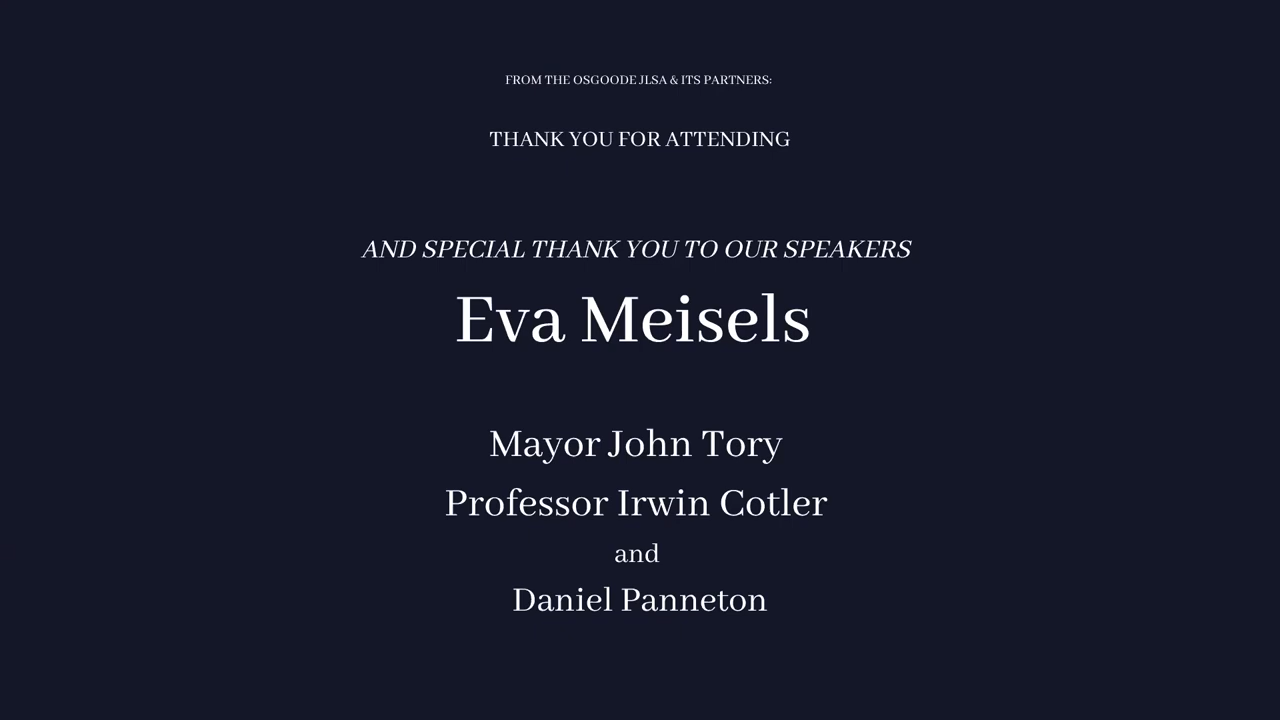 FROM THE OSGOODE JLSA & ITS PARTNERS:
THANK YOU FOR ATTENDING
AND SPECIAL THANK YOU TO OUR SPEAKERS
Eva Meisels
Mayor John Tory
Professor Irwin Cotler
and
Daniel Panneton